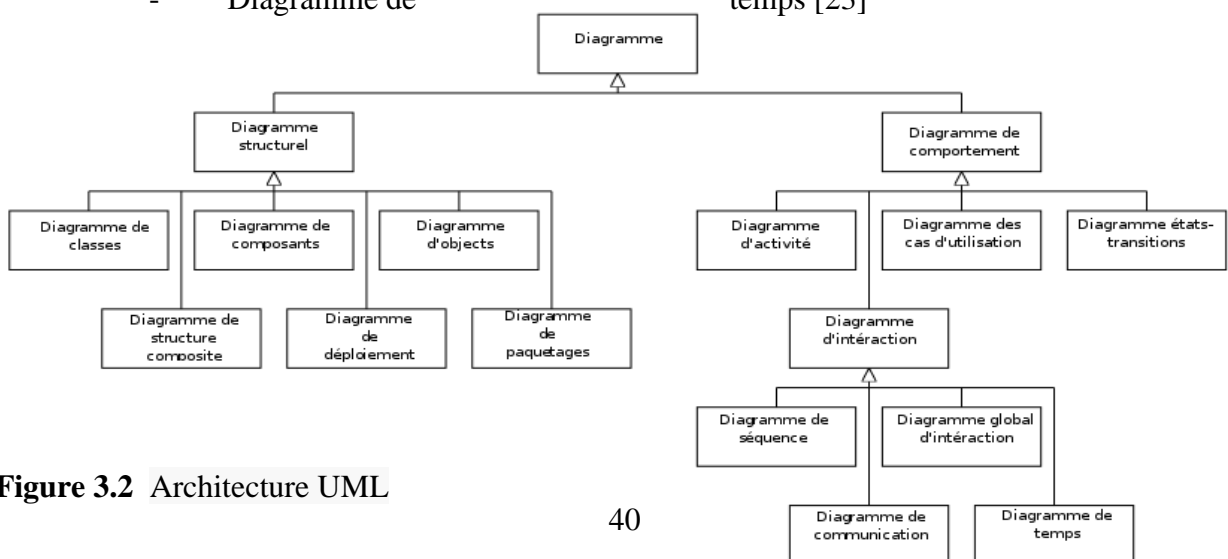 - Diagramme de temps [23]
Diagramme
Diagramme
structurel
Diagramme de
comportement
Diagramme de
classes
Diagramme de
composants
Diagramme
d'objects
Diagramme
d'activité
Diagramme des
cas d'utilisation
Diagramme états-
transitions
Diagramme de
structure
composite
Diagramme
de
déploiement
Diagramme
de
paquetages
Diagramme
d'intéraction
Diagramme de
séquence
Diagramme global
d'intéraction
Diagramme de
communication
Diagramme de
temps
Figure 3.2 Architecture UML
40